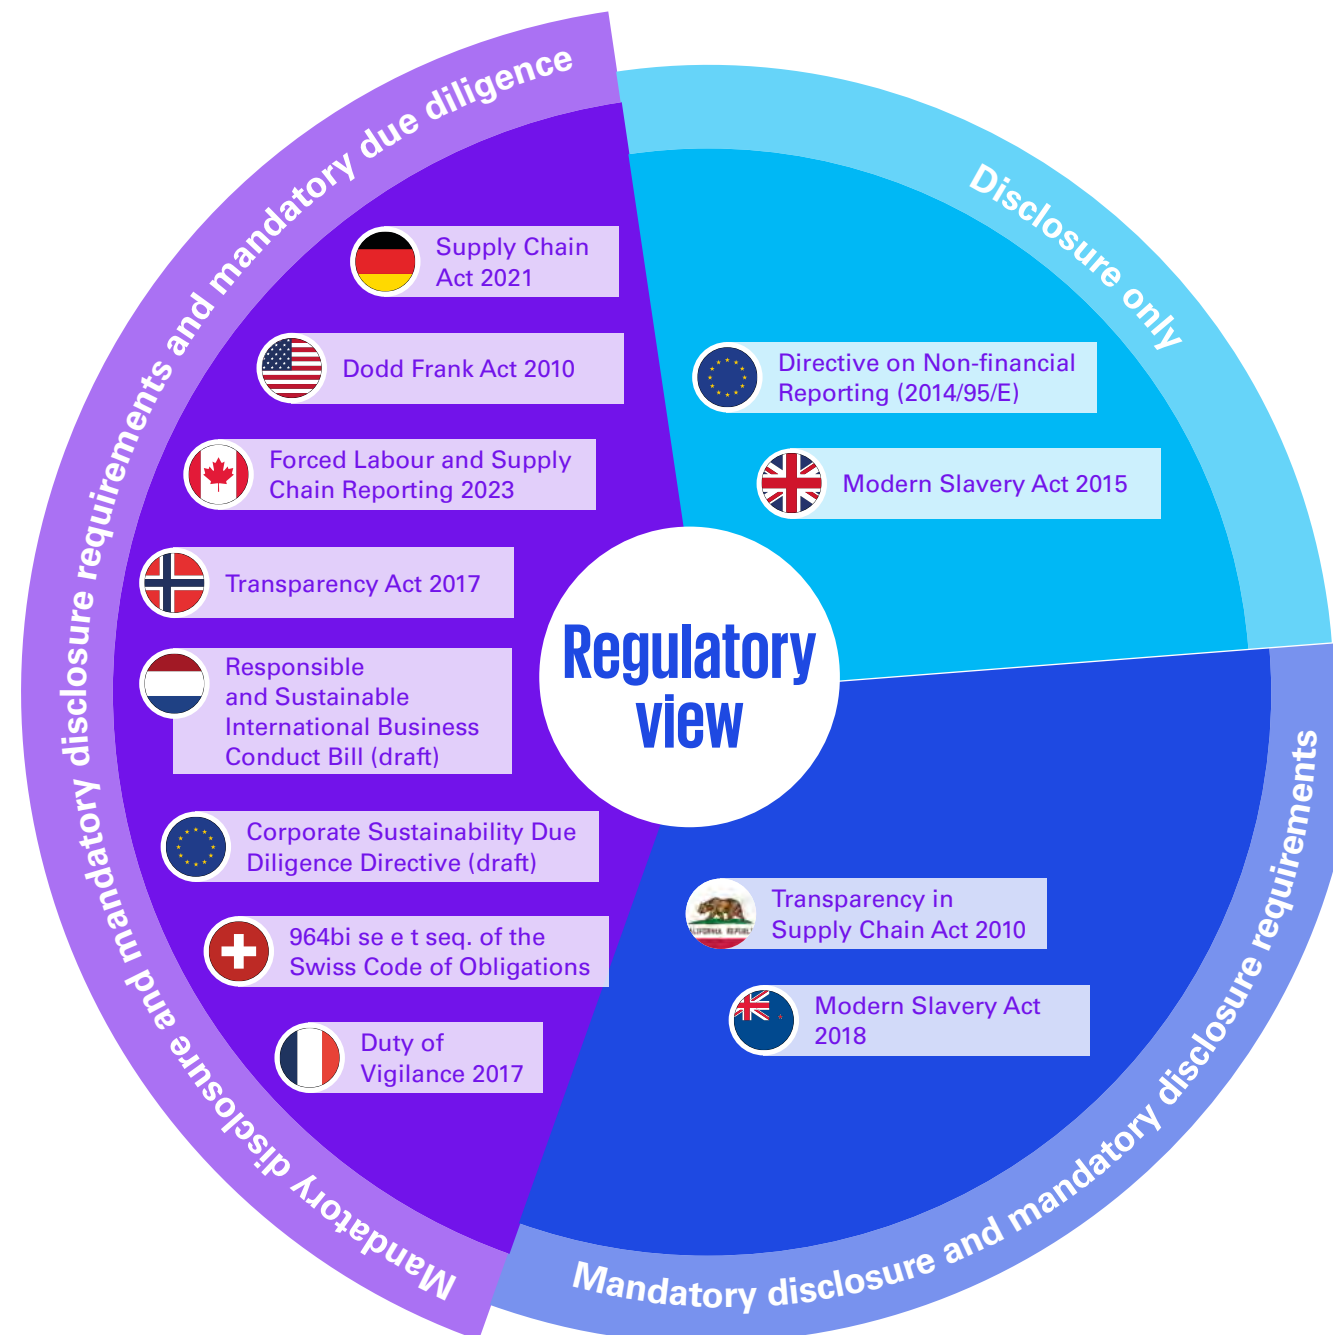 Mandatory disclosure and mandatory disclosure requirements and mandatory due diligence
Supply Chain
Act 2021
Dodd Frank Act 2010
Forced Labour and Supply
Chain Reporting 2023
Transparency Act 2017
Responsible
and Sustainable
International Business
Conduct Bill (draft)
Corporate Sustainability Due
Diligence Directive (draft)
964bi se e t seq. of the
Swiss Code of Obligations
Duty of
Vigilance 2017
Regulatory
view
Disclosure only
Directive on Non-financial
Reporting (2014/95/E)
Modern Slavery Act 2015
Mandatory disclosure and mandatory disclosure requirements
Transparency in
Supply Chain Act 2010
Modern Slavery Act
2018